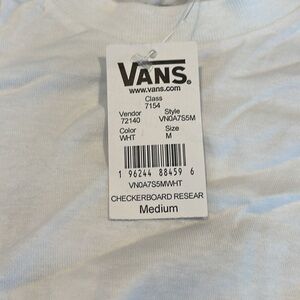 VANS®
www.vans.com
Class
7154
Vendor Style
72140 VN0A7S5M
Color Size
WHT M
1 96244 88459 6
VN0A7S5MWHT
CHECKERBOARD RESEAR
Medium